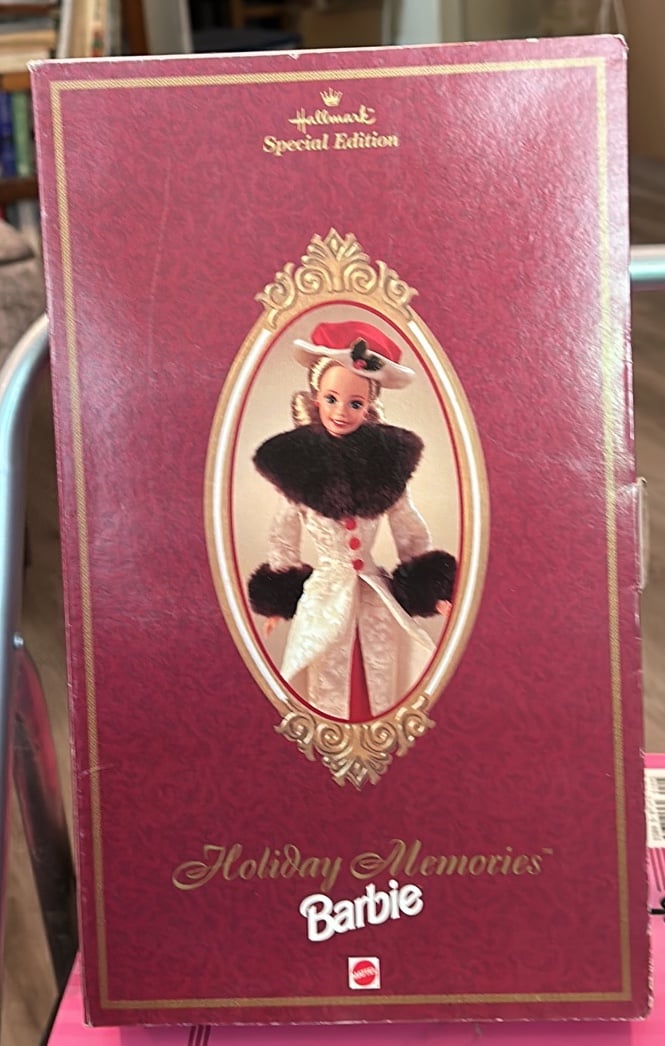 Hallmark
Special Edition
Holiday Memories™
Barbie
MATTEL